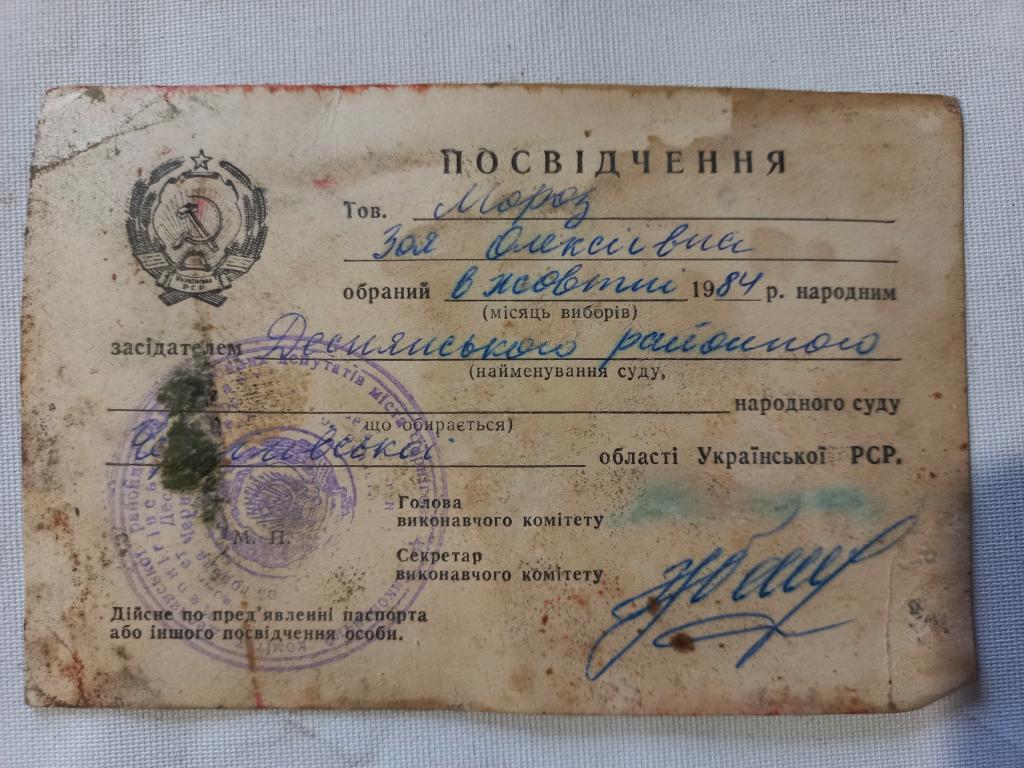 ПОСВІДЧЕННЯ
Тов. Мороз
Зоя Олексіївна
обраний в жовтні 1984 р. народним
(місяць виборів)
засідателем Деснянського районного
(найменування суду,
народного суду
що обирається)
області Української РСР.
Голова
виконавчого комітету
М. П.
Секретар
виконавчого комітету
Дійсне по пред'явленні паспорта
або іншого посвідчення особи.
УКРАЇНСЬКА
РСР